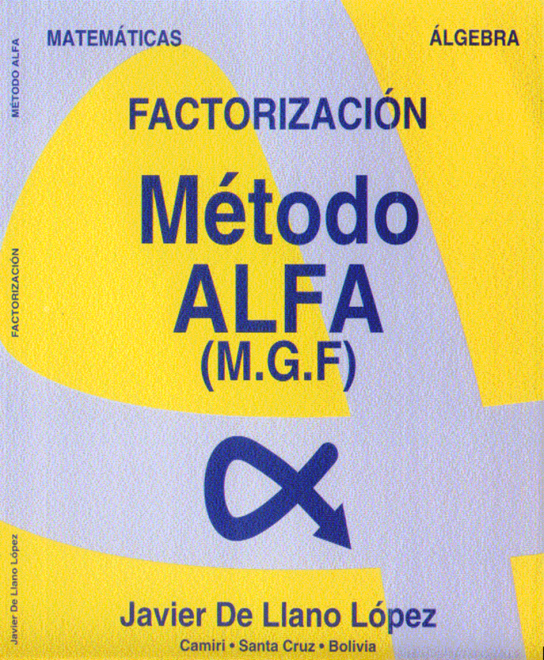 MATEMÁTICAS
ÁLGEBRA
FACTORIZACIÓN
Método
ALFA
(M.G.F)
Javier De Llano López
Camiri • Santa Cruz • Bolivia
MÉTODO ALFA
FACTORIZACIÓN
Javier De Llano López